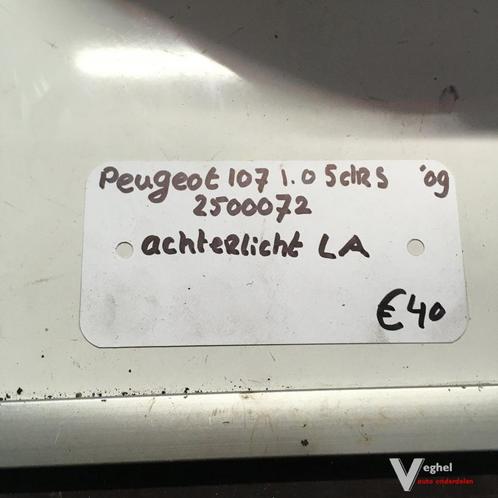 Peugeot 107 1.0 5dRS '09
2500072
achterlicht LA
€40
Veghel
auto onderdelen